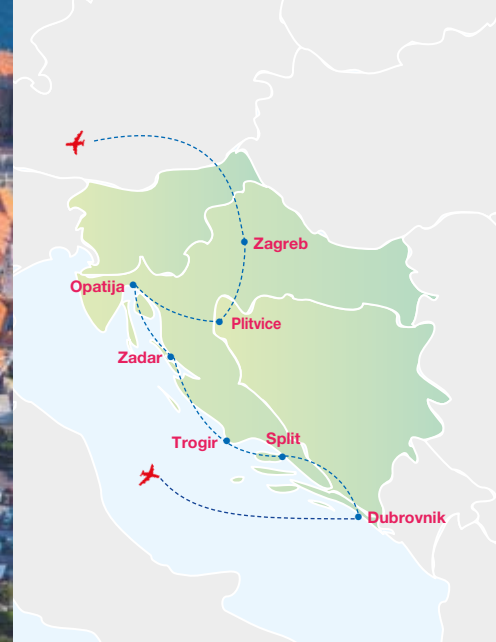 Zagreb
Opatija
Plitvice
Zadar
Trogir
Split
Dubrovnik